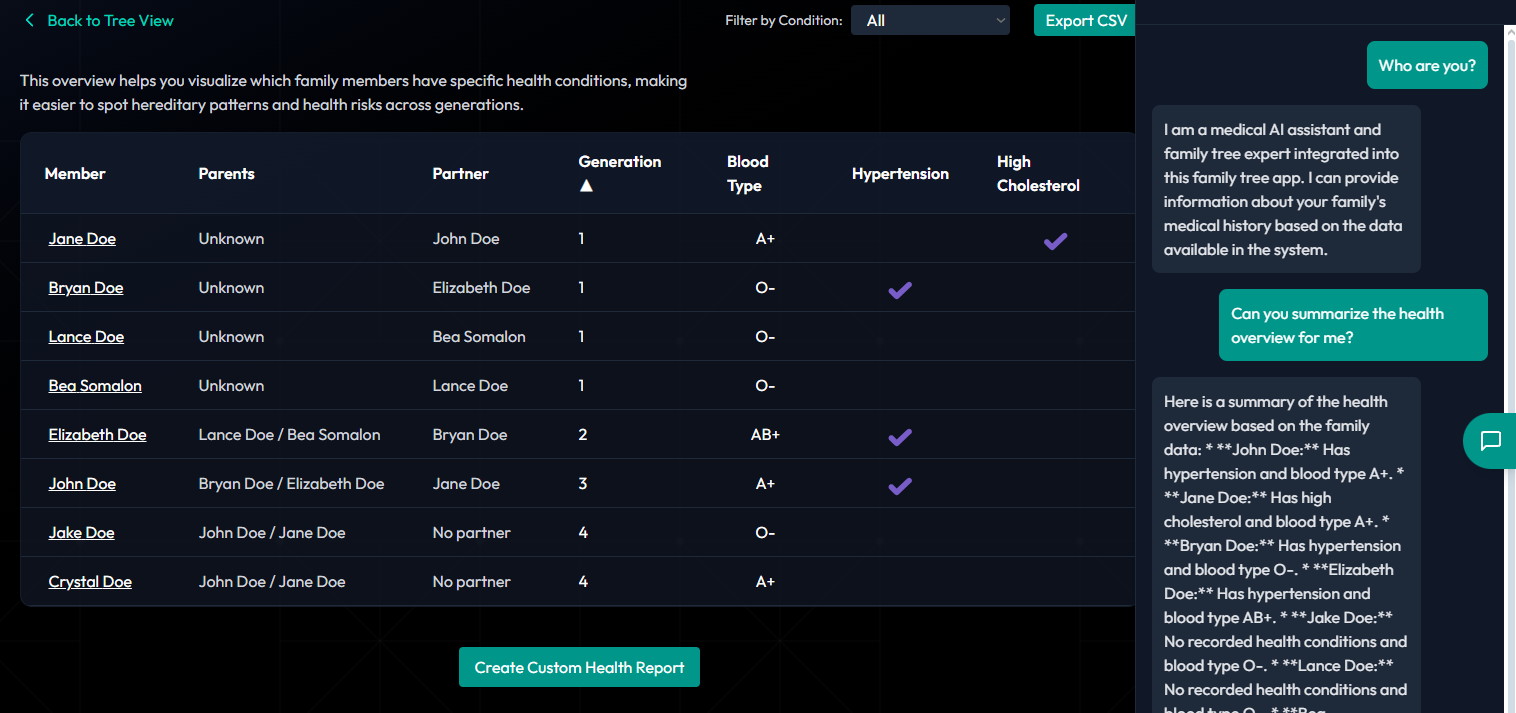 Back to Tree View
Filter by Condition:
All
Export CSV
This overview helps you visualize which family members have specific health conditions, making
it easier to spot hereditary patterns and health risks across generations.
Member Parents Partner Generation ▲ Blood Type Hypertension High Cholesterol
Jane Doe Unknown John Doe 1 A+
Bryan Doe Unknown Elizabeth Doe 1 O-
Lance Doe Unknown Bea Somalon 1 O-
Bea Somalon Unknown Lance Doe 1 O-
Elizabeth Doe Lance Doe / Bea Somalon Bryan Doe 2 AB+
John Doe Bryan Doe / Elizabeth Doe Jane Doe 3 A+
Jake Doe John Doe / Jane Doe No partner 4 O-
Crystal Doe John Doe / Jane Doe No partner 4 A+
Create Custom Health Report
Who are you?
I am a medical AI assistant and
family tree expert integrated into
this family tree app. I can provide
information about your family's
medical history based on the data
available in the system.
Can you summarize the health
overview for me?
Here is a summary of the health
overview based on the family
data: * **John Doe:** Has
hypertension and blood type A+. *
**Jane Doe:** Has high
cholesterol and blood type A+. *
**Bryan Doe:** Has hypertension
and blood type O-. * **Elizabeth
Doe:** Has hypertension and
blood type AB+. * **Jake Doe:**
No recorded health conditions and
blood type O-. * **Lance Doe:**
No recorded health conditions and
blood type O-. * **Bea